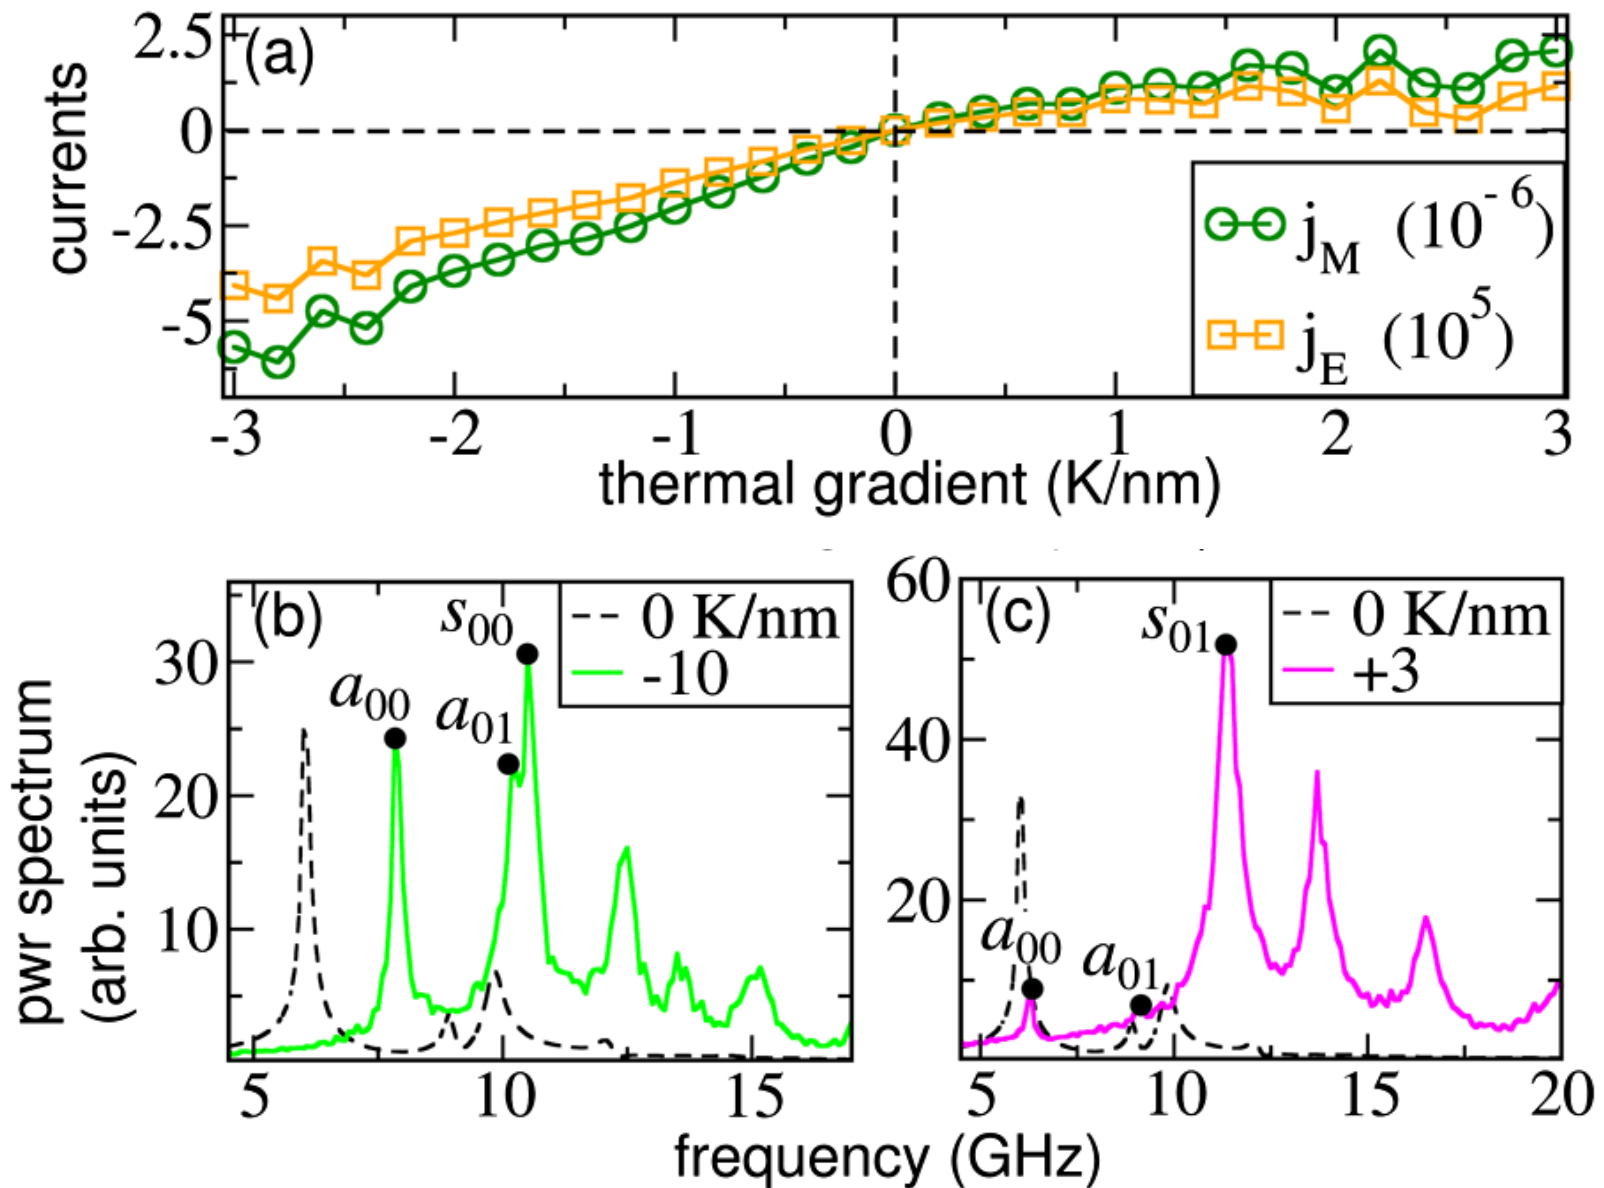 (a)
currents
2.5
0
-2.5
-5
j_M (10^-6)
j_E (10^5)
-3 -2 -1 0 1 2 3
thermal gradient (K/nm)
(b)
pwr spectrum
(arb. units)
30
20
10
a_00
a_01
s_00
0 K/nm
-10
5 10 15
(c)
60
40
20
a_00
a_01
s_01
0 K/nm
+3
5 10 15 20
frequency (GHz)